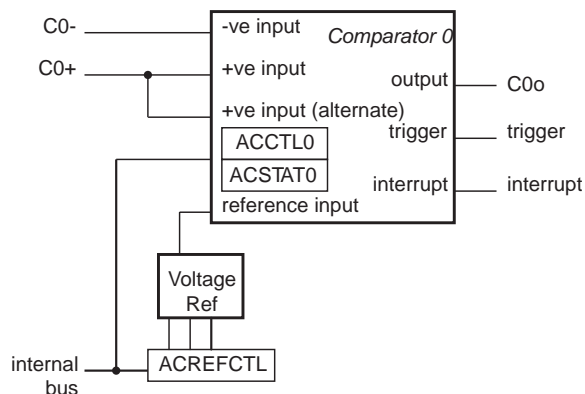 C0-
-ve input
Comparator 0
C0+
+ve input
output
C0o
+ve input (alternate)
trigger
trigger
ACCTL0
ACSTAT0
interrupt
interrupt
reference input
Voltage
Ref
internal
bus
ACREFCTL